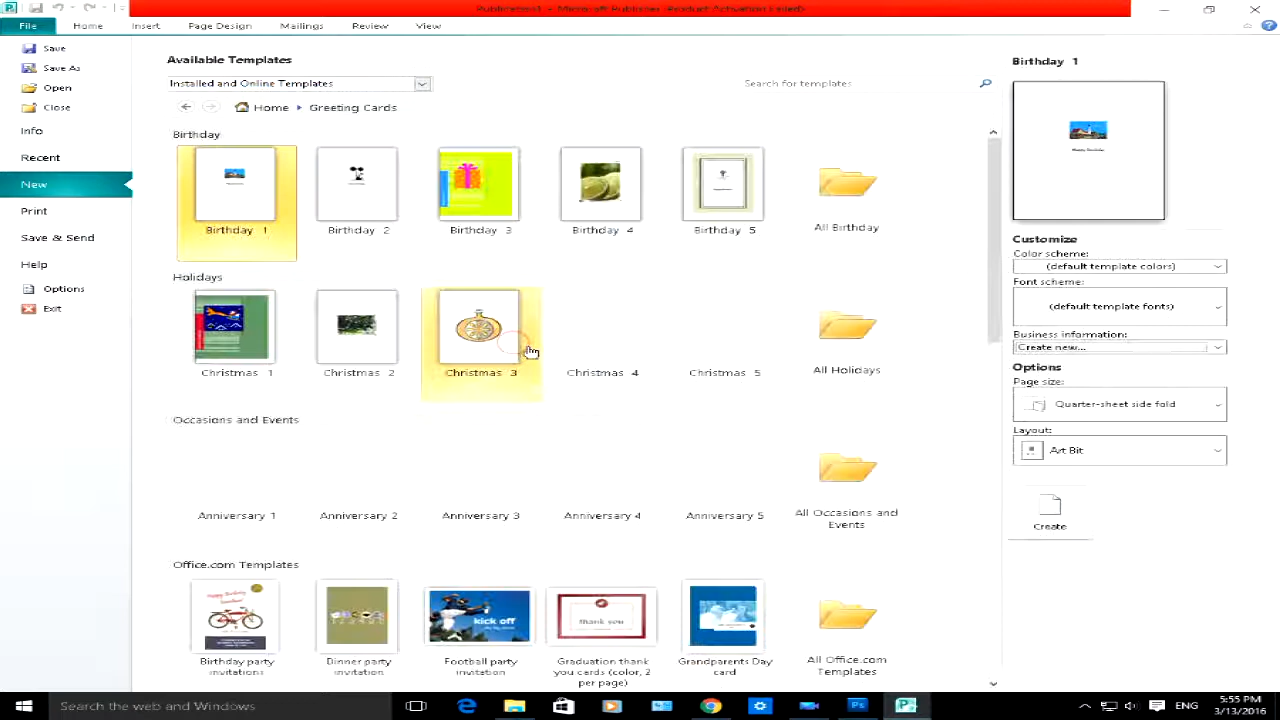 Publication1 - Microsoft Publisher (Product Activation Failed)
File Home Insert Page Design Mailings Review View
Save
Save As
Open
Close
Info
Recent
New
Print
Save & Send
Help
Options
Exit
Available Templates
Installed and Online Templates
Search for templates
Home Greeting Cards
Birthday
Birthday 1 Birthday 2 Birthday 3 Birthday 4 Birthday 5 All Birthday
Holidays
Christmas 1 Christmas 2 Christmas 3 Christmas 4 Christmas 5 All Holidays
Occasions and Events
Anniversary 1 Anniversary 2 Anniversary 3 Anniversary 4 Anniversary 5 All Occasions and Events
Office.com Templates
kick off
thank you
Birthday party invitations
Dinner party invitation
Football party invitation
Graduation thank you cards (color, 2 per page)
Grandparents Day card
All Office.com Templates
Birthday 1
Customize
Color scheme:
(default template colors)
Font scheme:
(default template fonts)
Business information:
Create new...
Options
Page size:
Quarter-sheet side fold
Layout:
Art Bit
Create
Search the web and Windows
ENG
5:55 PM
3/13/2016